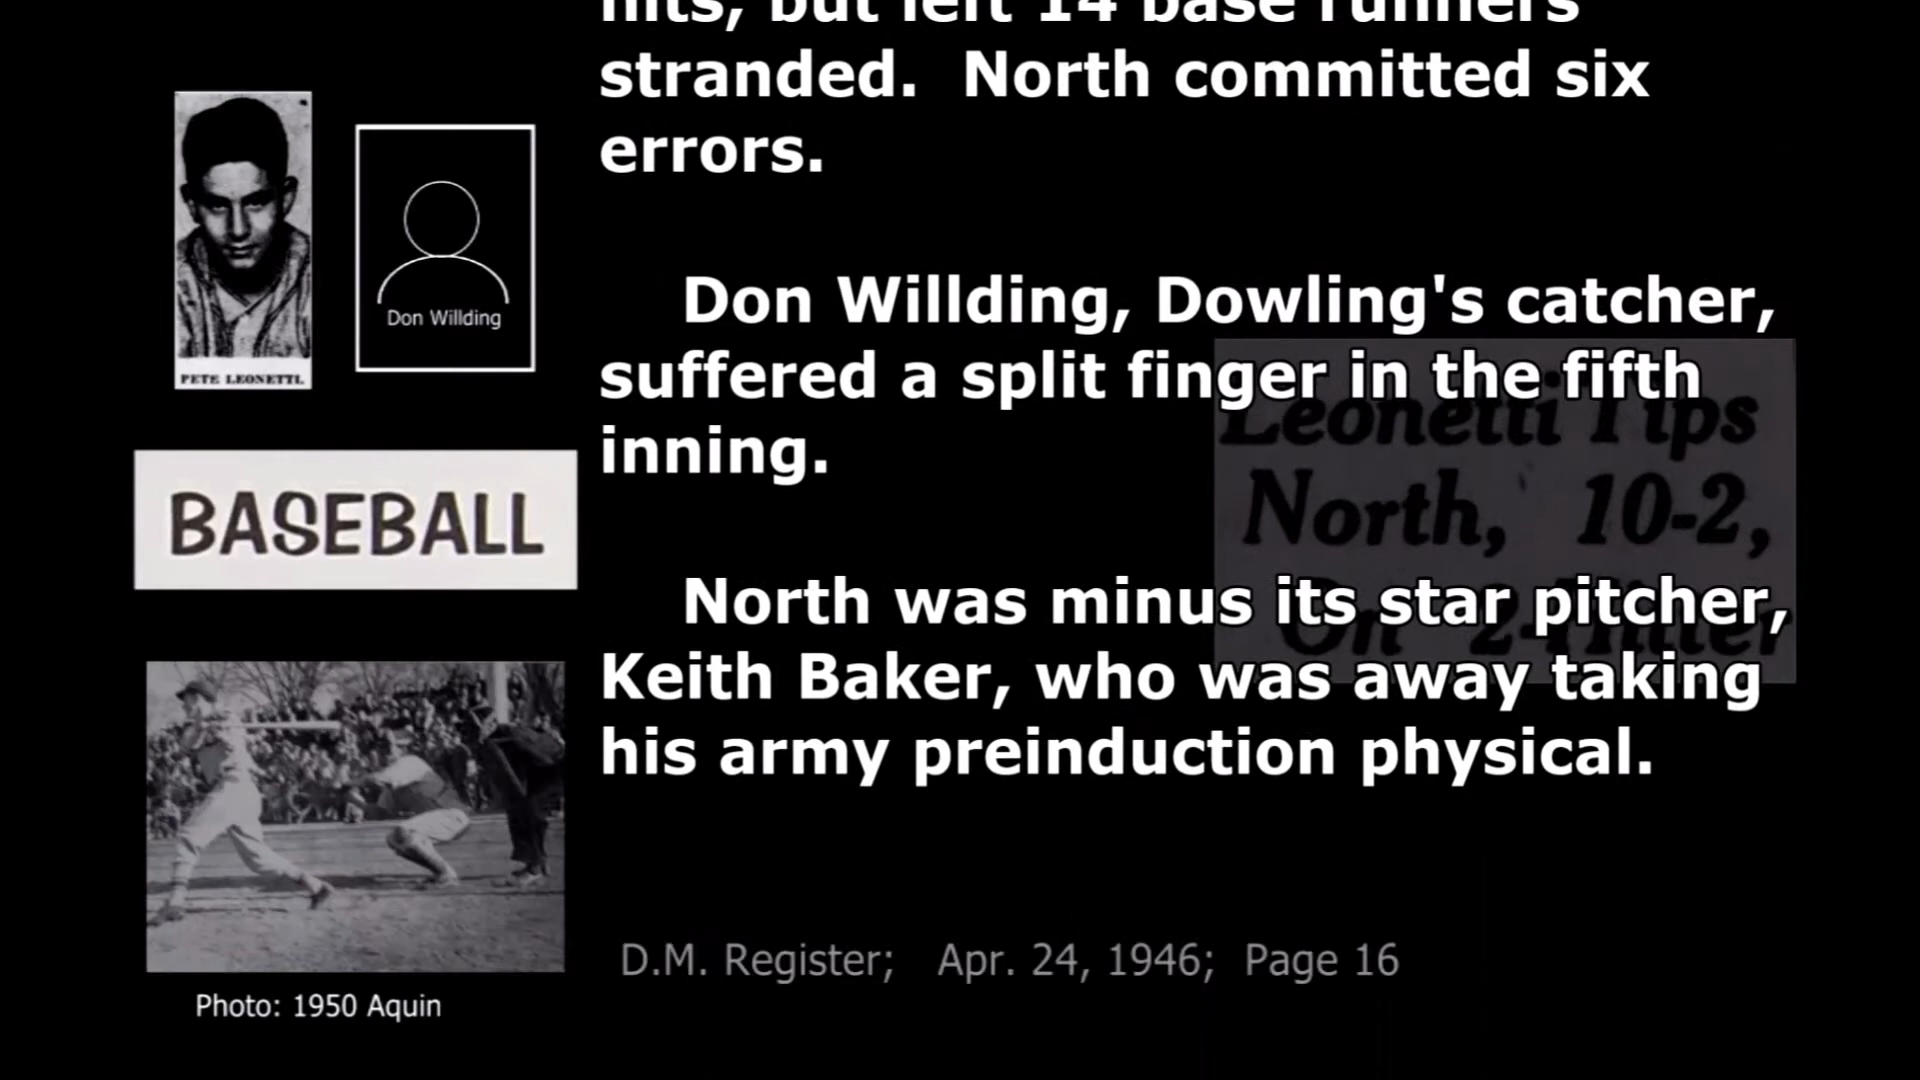 hits, but left 14 base runners
stranded.  North committed six
errors.
Don Willding, Dowling's catcher,
suffered a split finger in the fifth
inning.
North was minus its star pitcher,
Keith Baker, who was away taking
his army preinduction physical.
D.M. Register;   Apr. 24, 1946;  Page 16
PETE LEONETTI.
Don Willding
BASEBALL
Photo: 1950 Aquin
Leonetti Tips
North, 10-2,
On 2-Hitter